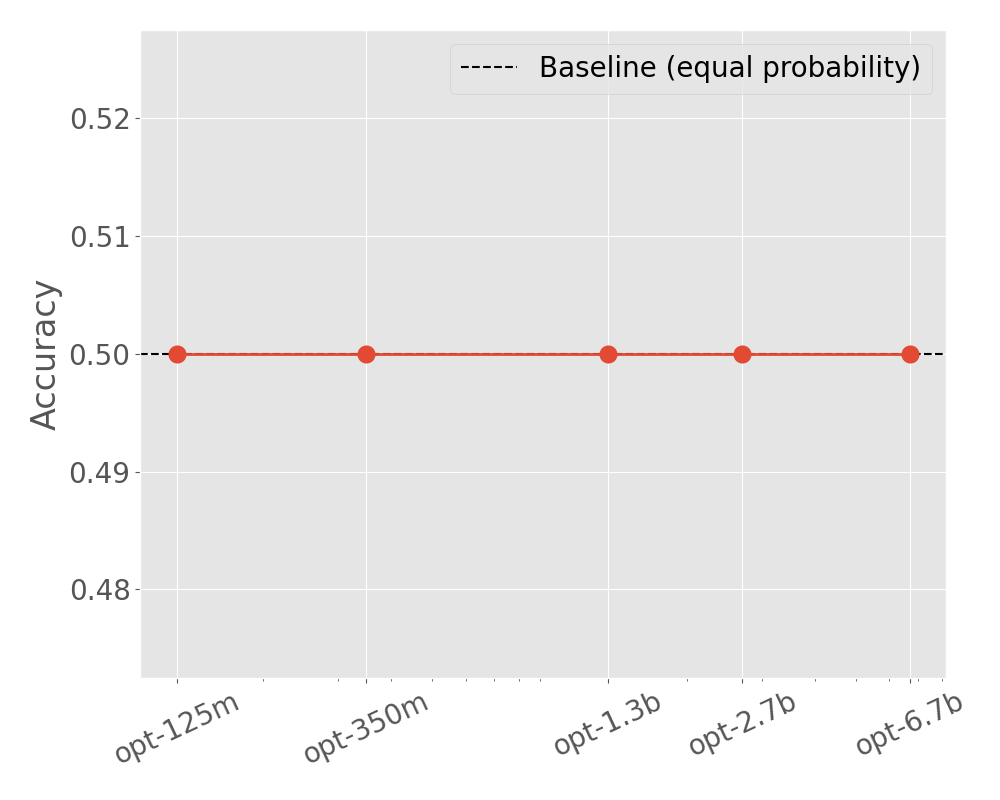 Baseline (equal probability)
0.52
0.51
0.50
0.49
0.48
Accuracy
opt-125m
opt-350m
opt-1.3b
opt-2.7b
opt-6.7b